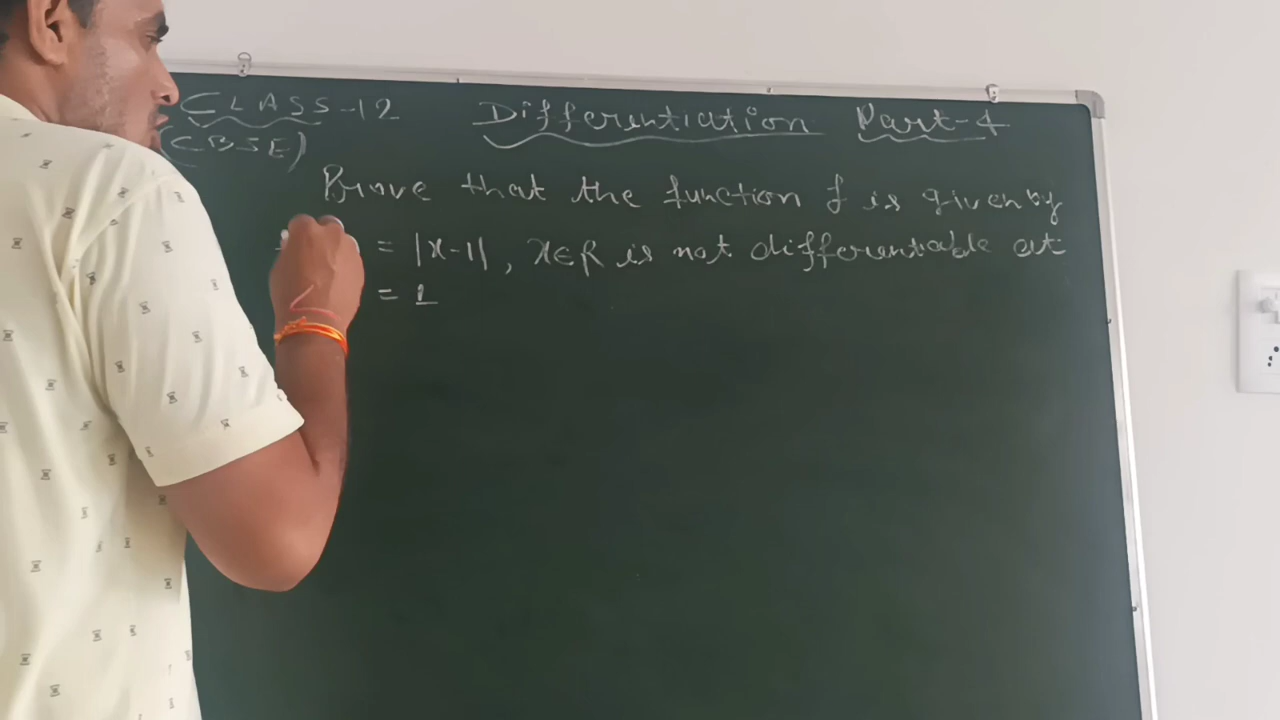 CLASS-12 Differentiation Part-4
(CBSE)
Prove that the function f is given by
= |x-1|, x∈R is not differentiable at
= 1